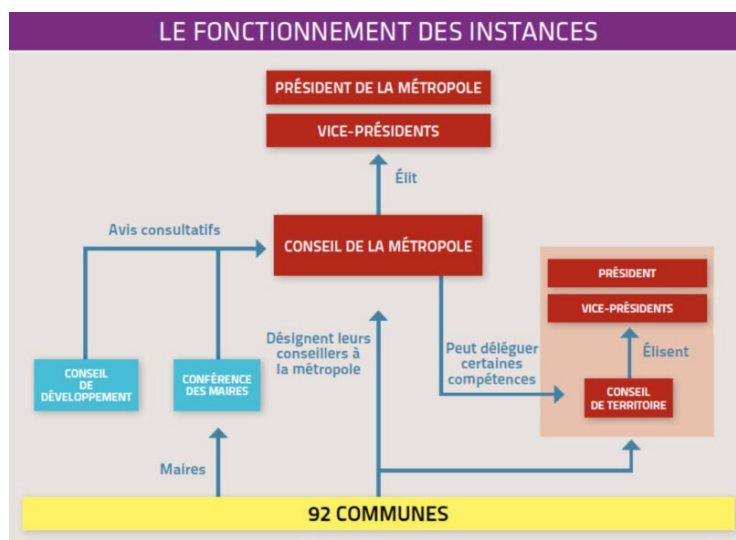 LE FONCTIONNEMENT DES INSTANCES
PRÉSIDENT DE LA MÉTROPOLE
VICE-PRÉSIDENTS
Élit
Avis consultatifs
CONSEIL DE LA MÉTROPOLE
PRÉSIDENT
VICE-PRÉSIDENTS
Désignent leurs
conseillers à
la métropole
Peut déléguer
certaines
compétences
Élisent
CONSEIL
DE
DÉVELOPPEMENT
CONFÉRENCE
DES MAIRES
CONSEIL
DE TERRITOIRE
Maires
92 COMMUNES